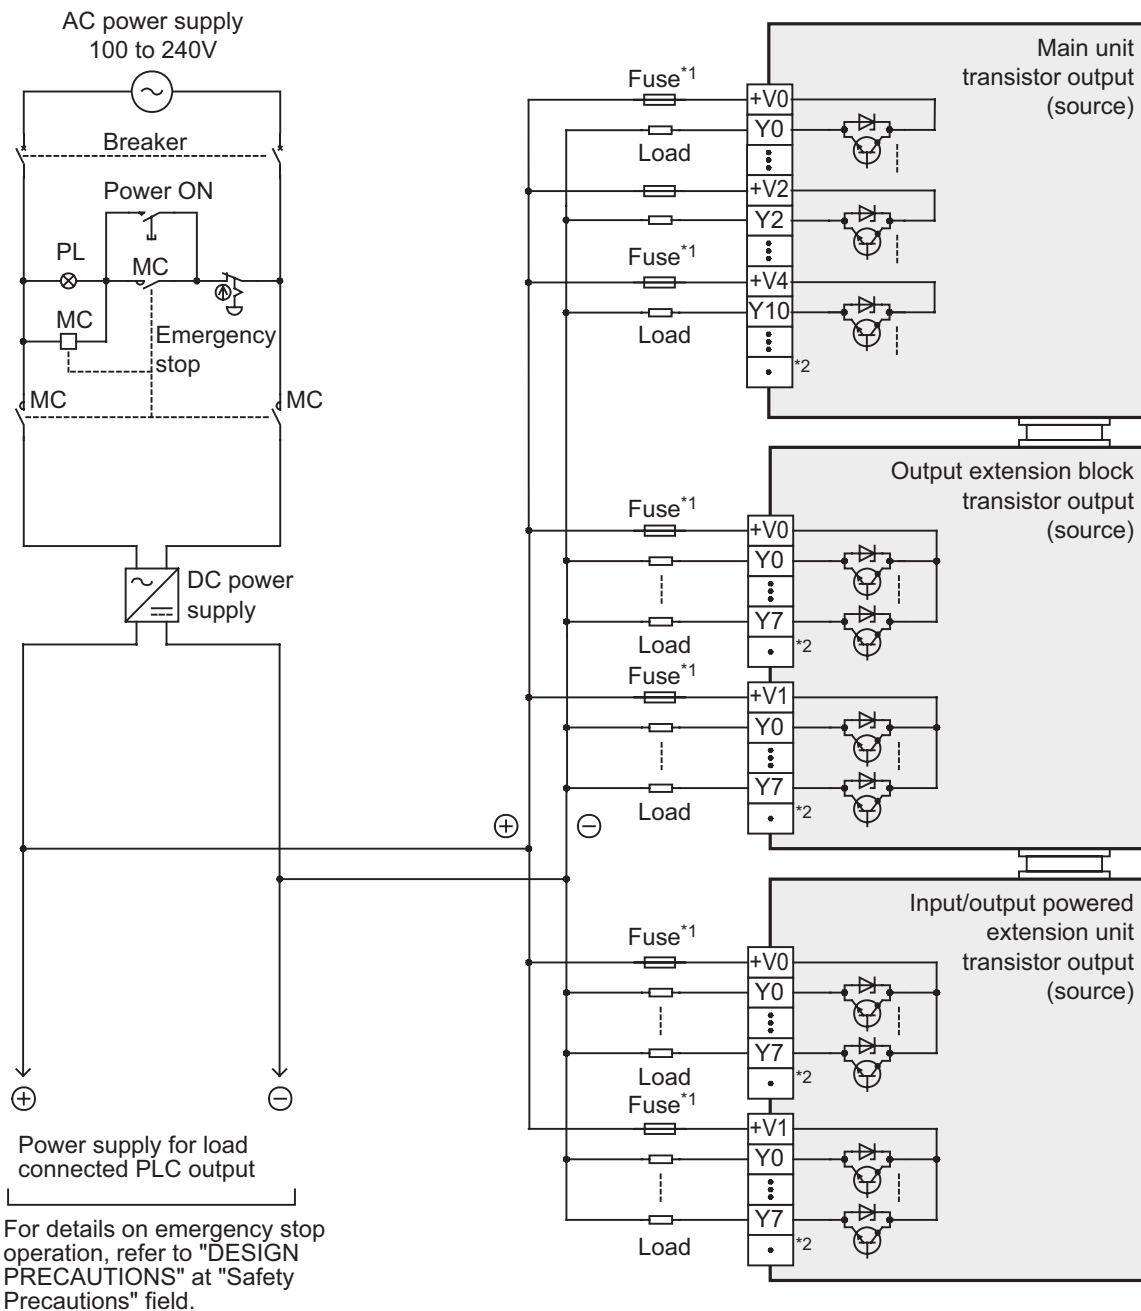 AC power supply
100 to 240V
Breaker
Power ON
PL
MC
MC
Emergency
stop
MC
MC
DC power
supply
Power supply for load
connected PLC output
For details on emergency stop
operation, refer to "DESIGN
PRECAUTIONS" at "Safety
Precautions" field.
Main unit
transistor output
(source)
Fuse*1
+V0
Y0
Load
+V2
Y2
Fuse*1
+V4
Y10
Load
*2
Output extension block
transistor output
(source)
Fuse*1
+V0
Y0
Y7
Load
*2
Fuse*1
+V1
Y0
Y7
Load
*2
Input/output powered
extension unit
transistor output
(source)
Fuse*1
+V0
Y0
Y7
Load
*2
Fuse*1
+V1
Y0
Y7
Load
*2